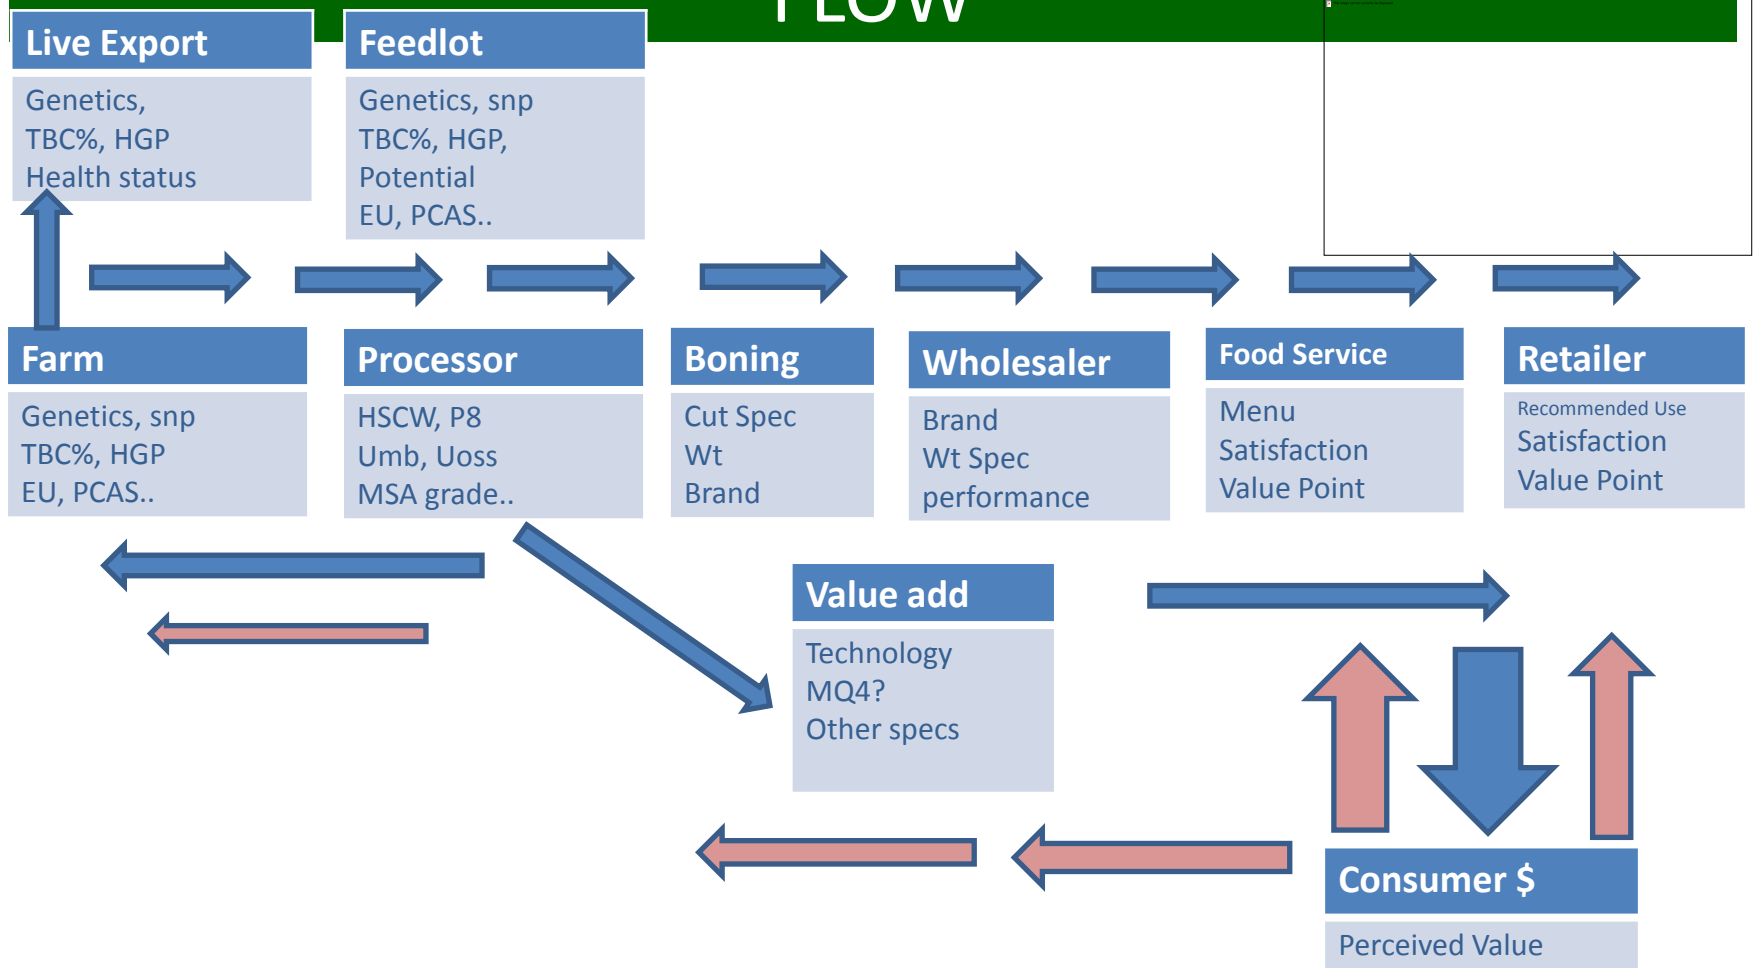 FLOW
Live Export
Genetics,
TBC%, HGP
Health status
Feedlot
Genetics, snp
TBC%, HGP,
Potential
EU, PCAS..
Farm
Genetics, snp
TBC%, HGP
EU, PCAS..
Processor
HSCW, P8
Umb, Uoss
MSA grade..
Boning
Cut Spec
Wt
Brand
Wholesaler
Brand
Wt Spec
performance
Food Service
Menu
Satisfaction
Value Point
Retailer
Recommended Use
Satisfaction
Value Point
Value add
Technology
MQ4?
Other specs
Consumer $
Perceived Value